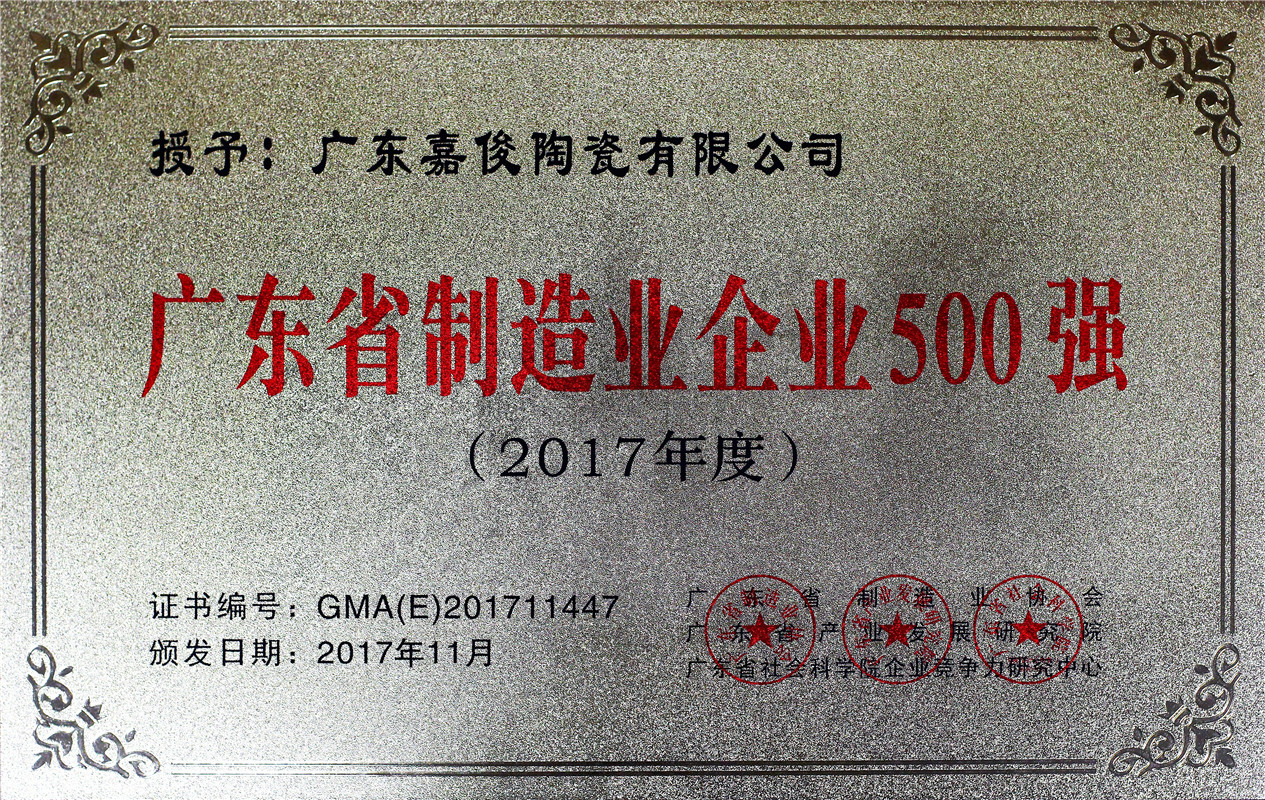 授予：广东嘉俊陶瓷有限公司
广东省制造业企业500强
（2017年度）
证书编号：GMA(E)201711447
颁发日期：2017年11月
广东省制造业协会
广东省产业发展研究院
广东省社会科学院企业竞争力研究中心